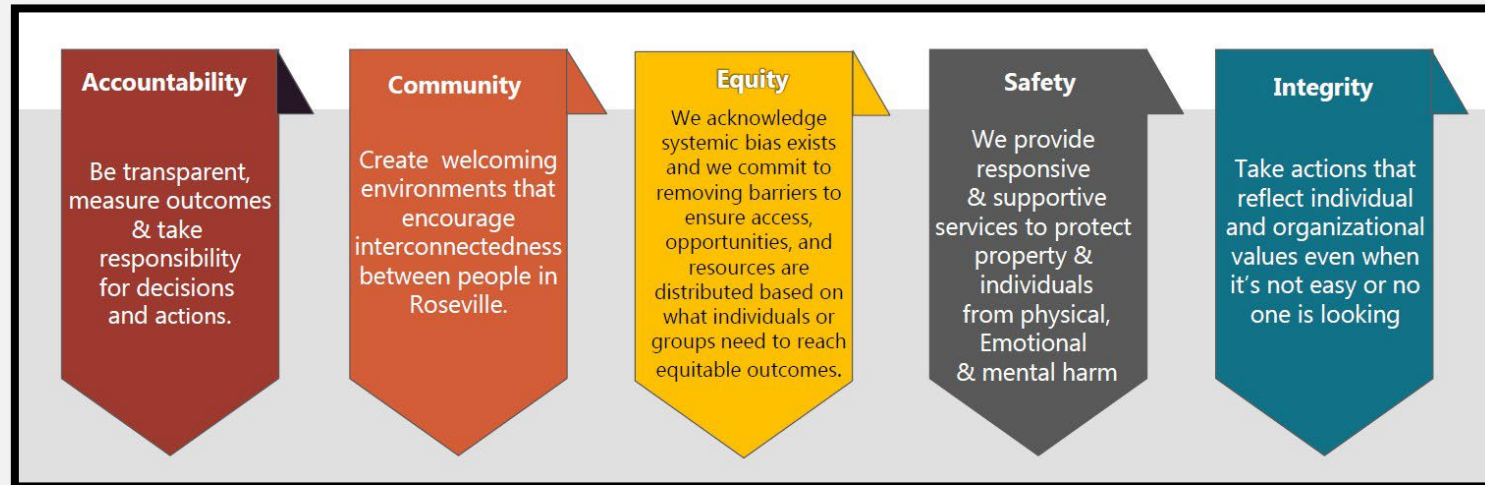 Accountability
Be transparent,
measure outcomes
& take
responsibility
for decisions
and actions.
Community
Create welcoming
environments that
encourage
interconnectedness
between people in
Roseville.
Equity
We acknowledge
systemic bias exists
and we commit to
removing barriers to
ensure access,
opportunities, and
resources are
distributed based on
what individuals or
groups need to reach
equitable outcomes.
Safety
We provide
responsive
& supportive
services to protect
property &
individuals
from physical,
Emotional
& mental harm
Integrity
Take actions that
reflect individual
and organizational
values even when
it’s not easy or no
one is looking